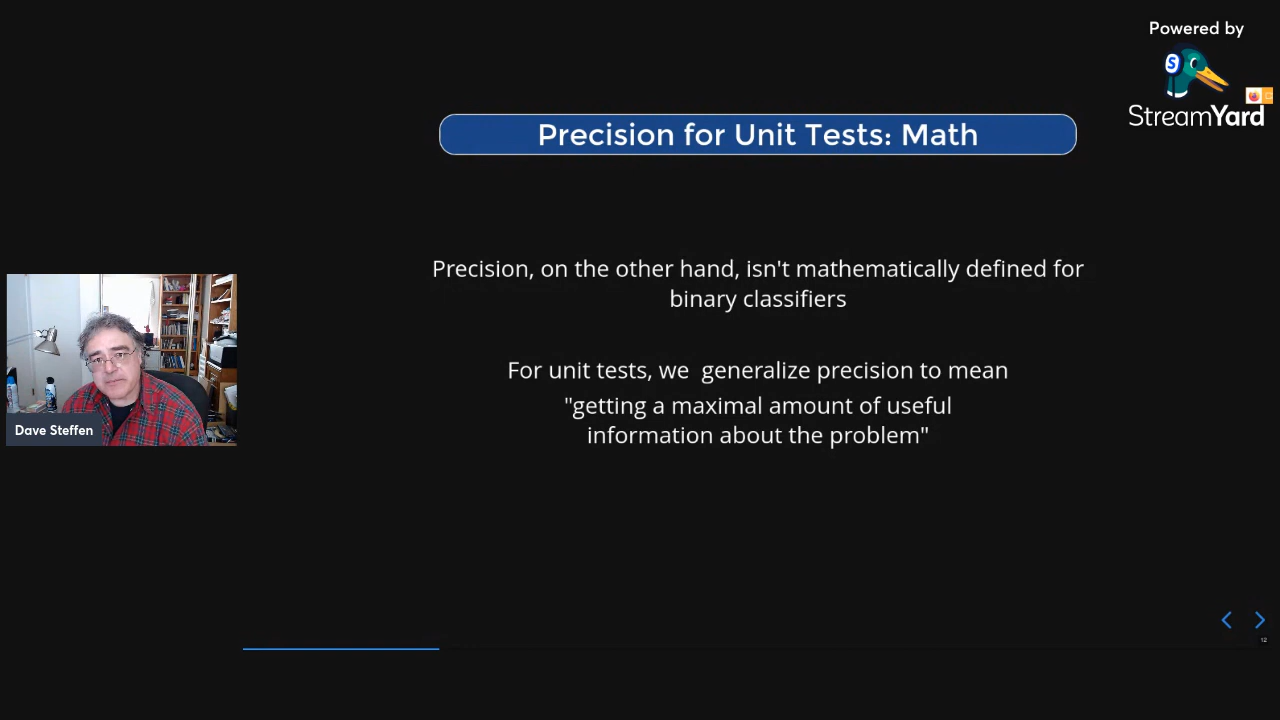 Powered by
S
StreamYard
Precision for Unit Tests: Math
Precision, on the other hand, isn't mathematically defined for
binary classifiers
For unit tests, we generalize precision to mean
"getting a maximal amount of useful
information about the problem"
Dave Steffen
12